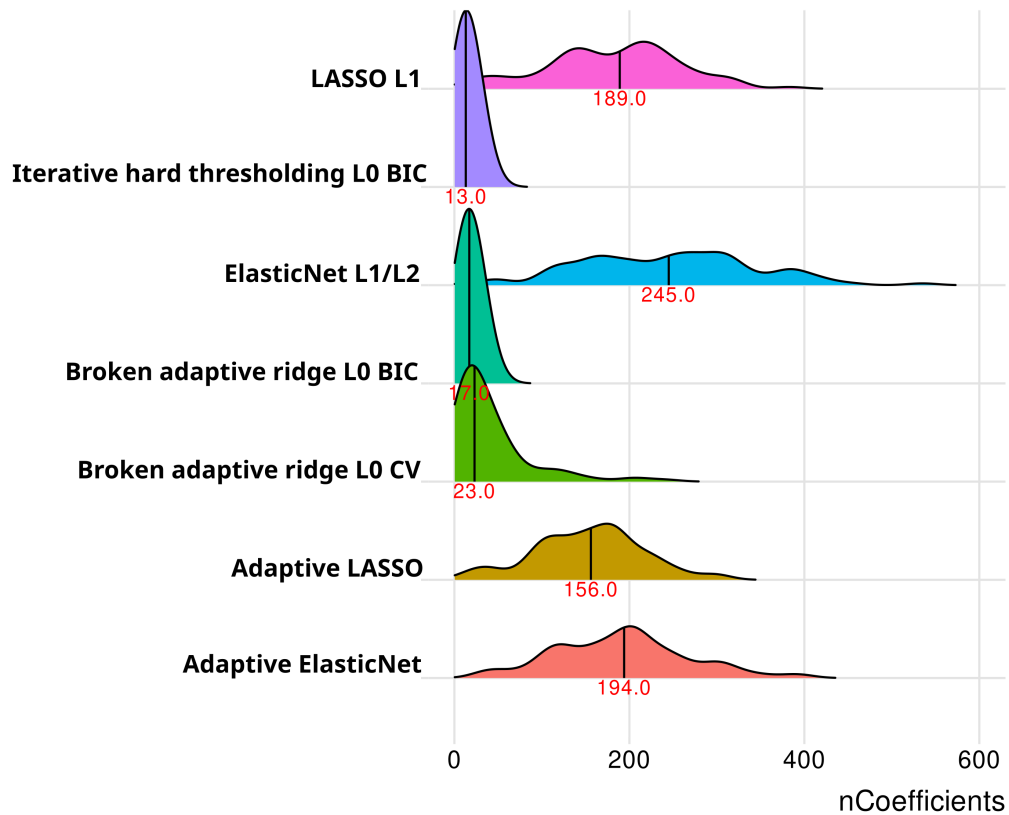 LASSO L1
189.0
Iterative hard thresholding L0 BIC
13.0
ElasticNet L1/L2
245.0
Broken adaptive ridge L0 BIC
17.0
Broken adaptive ridge L0 CV
23.0
Adaptive LASSO
156.0
Adaptive ElasticNet
194.0
0 200 400 600
nCoefficients